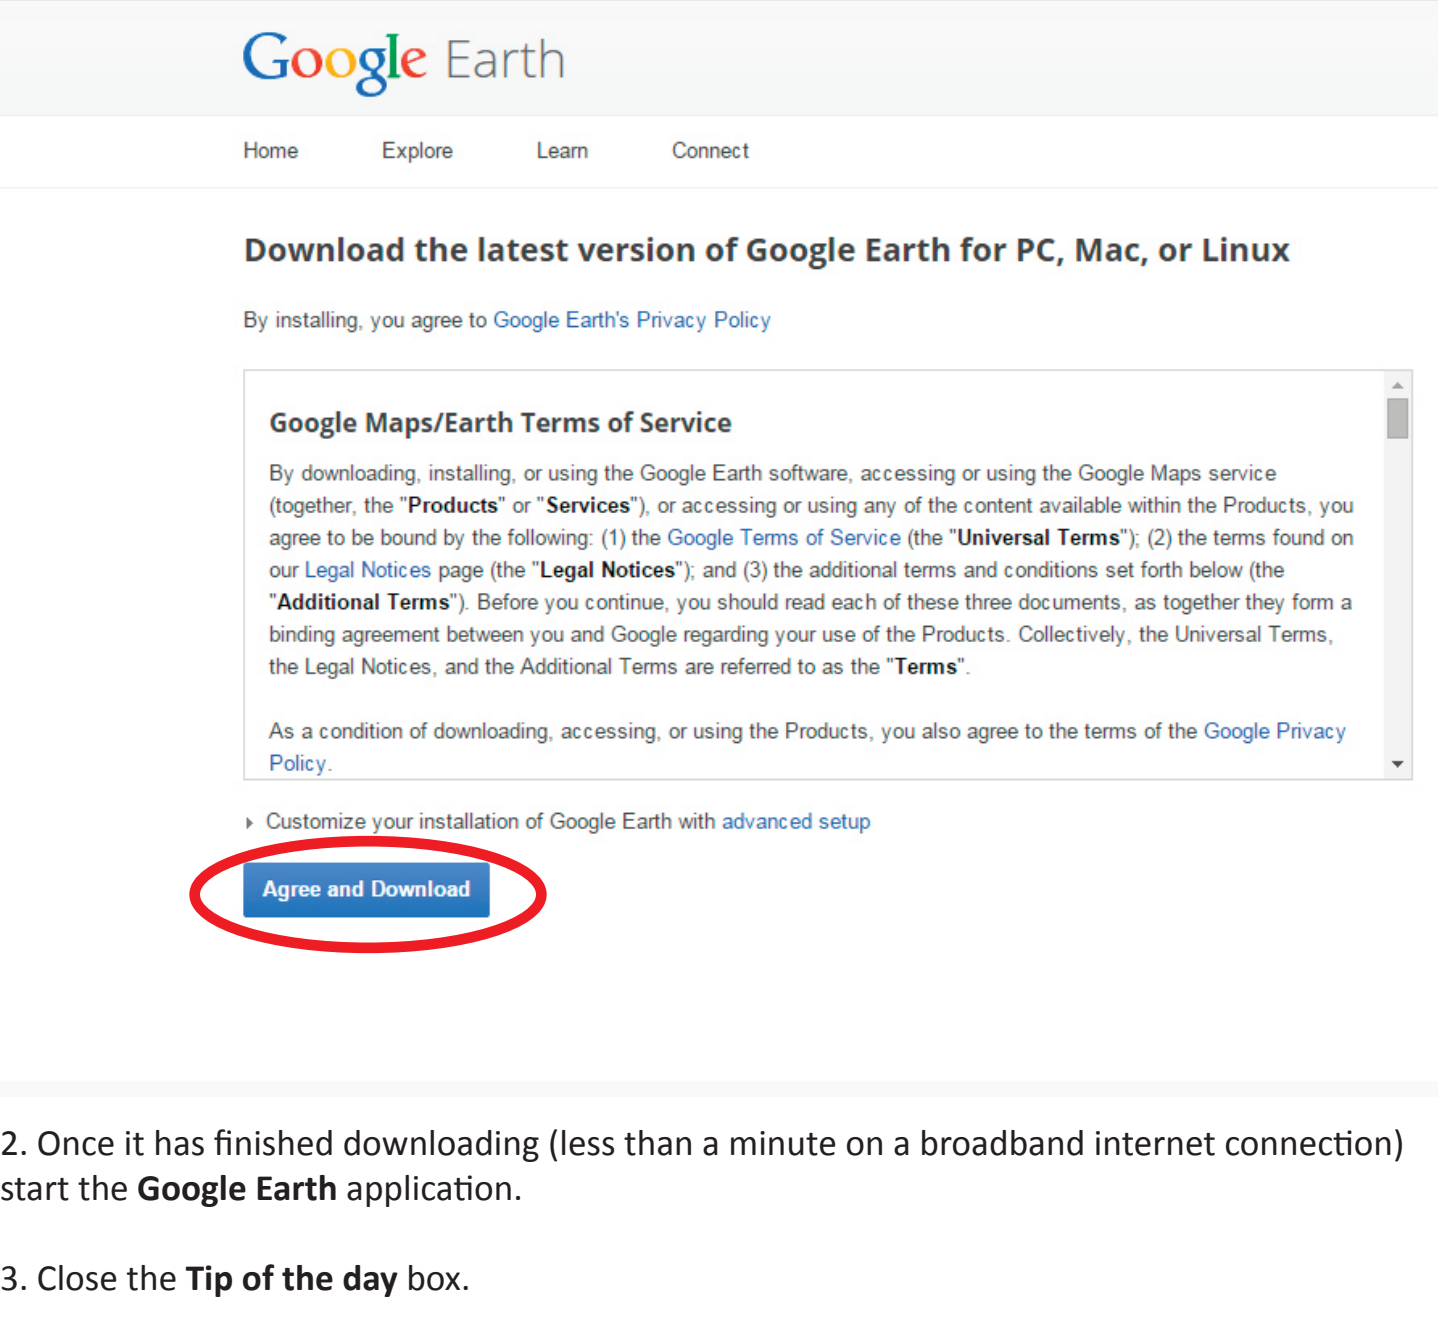 Google Earth
Home Explore Learn Connect
Download the latest version of Google Earth for PC, Mac, or Linux
By installing, you agree to Google Earth's Privacy Policy
Google Maps/Earth Terms of Service
By downloading, installing, or using the Google Earth software, accessing or using the Google Maps service
(together, the "Products" or "Services"), or accessing or using any of the content available within the Products, you
agree to be bound by the following: (1) the Google Terms of Service (the "Universal Terms"); (2) the terms found on
our Legal Notices page (the "Legal Notices"); and (3) the additional terms and conditions set forth below (the
"Additional Terms"). Before you continue, you should read each of these three documents, as together they form a
binding agreement between you and Google regarding your use of the Products. Collectively, the Universal Terms,
the Legal Notices, and the Additional Terms are referred to as the "Terms".
As a condition of downloading, accessing, or using the Products, you also agree to the terms of the Google Privacy
Policy.
Customize your installation of Google Earth with advanced setup
Agree and Download
2. Once it has finished downloading (less than a minute on a broadband internet connection)
start the Google Earth application.
3. Close the Tip of the day box.